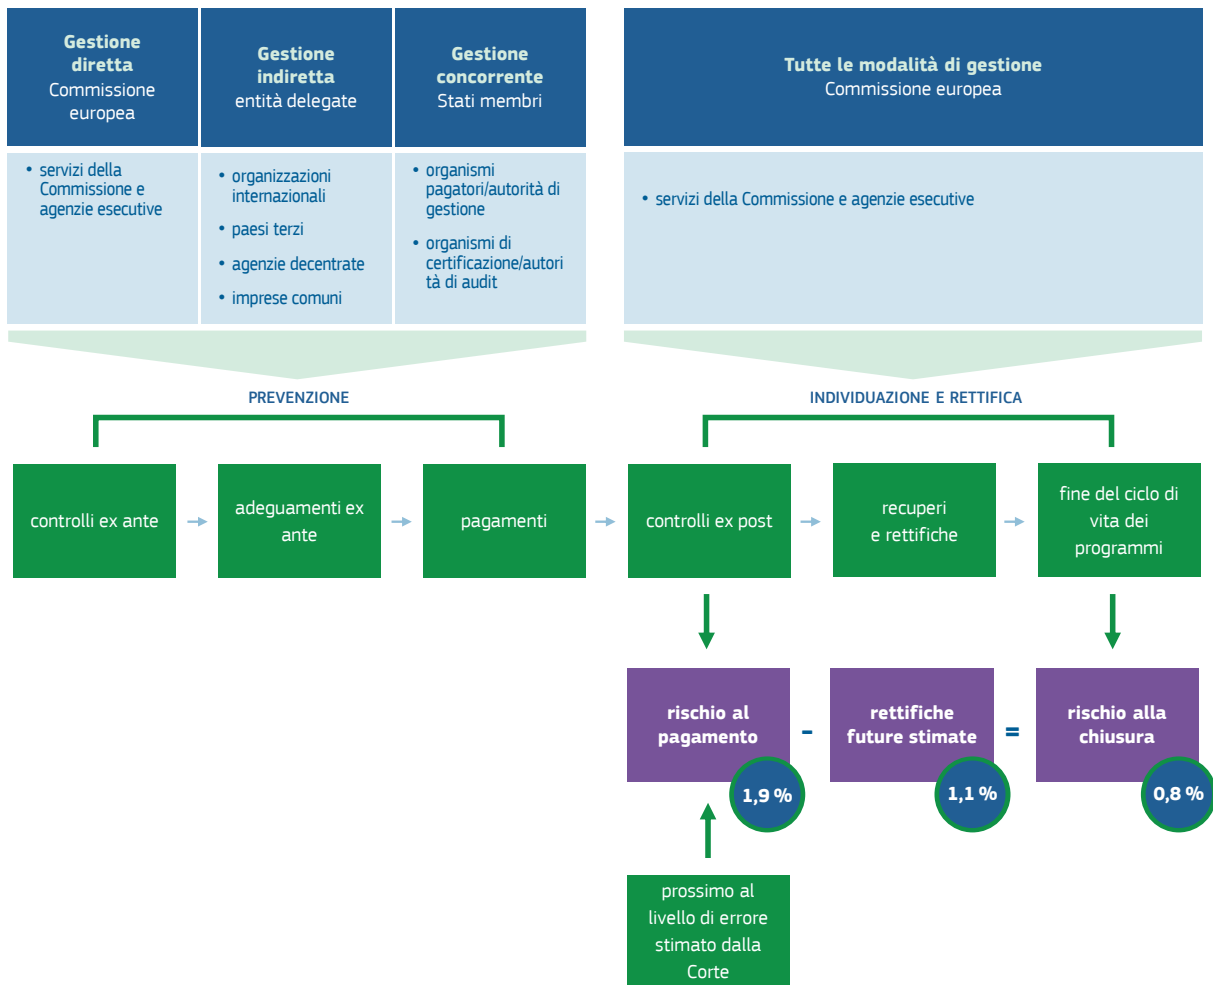 Gestione
diretta
Commissione
europea
Gestione
indiretta
entità delegate
Gestione
concorrente
Stati membri
Tutte le modalità di gestione
Commissione europea
• servizi della
Commissione e
agenzie esecutive
• organizzazioni
internazionali
• paesi terzi
• agenzie decentrate
• imprese comuni
• organismi
pagatori/autorità di
gestione
• organismi di
certificazione/autori
tà di audit
• servizi della Commissione e agenzie esecutive
PREVENZIONE
INDIVIDUAZIONE E RETTIFICA
controlli ex ante
adeguamenti ex
ante
pagamenti
controlli ex post
recuperi
e rettifiche
fine del ciclo di
vita dei
programmi
rischio al
pagamento
1,9 %
-
rettifiche
future stimate
1,1 %
=
rischio alla
chiusura
0,8 %
prossimo al
livello di errore
stimato dalla
Corte